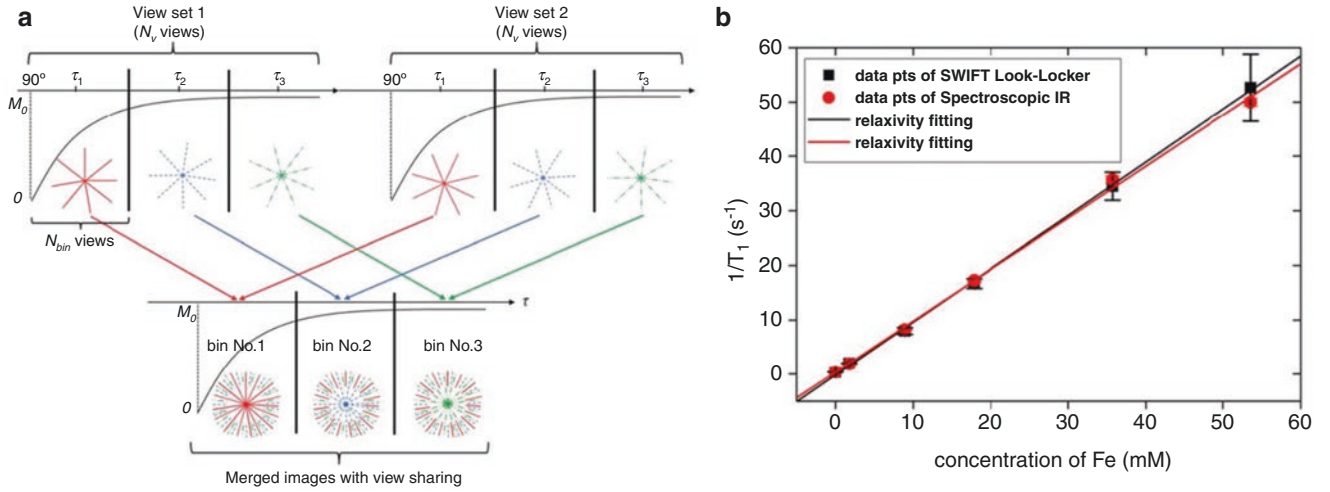 a
View set 1
(Nv views)
View set 2
(Nv views)
90° τ1 τ2 τ3
90° τ1 τ2 τ3
M0
0
Nbin views
M0
τ
bin No.1 bin No.2 bin No.3
0
Merged images with view sharing
b
60
50
40
30
20
10
0
1/T1 (s-1)
data pts of SWIFT Look-Locker
data pts of Spectroscopic IR
relaxivity fitting
relaxivity fitting
0 10 20 30 40 50 60
concentration of Fe (mM)